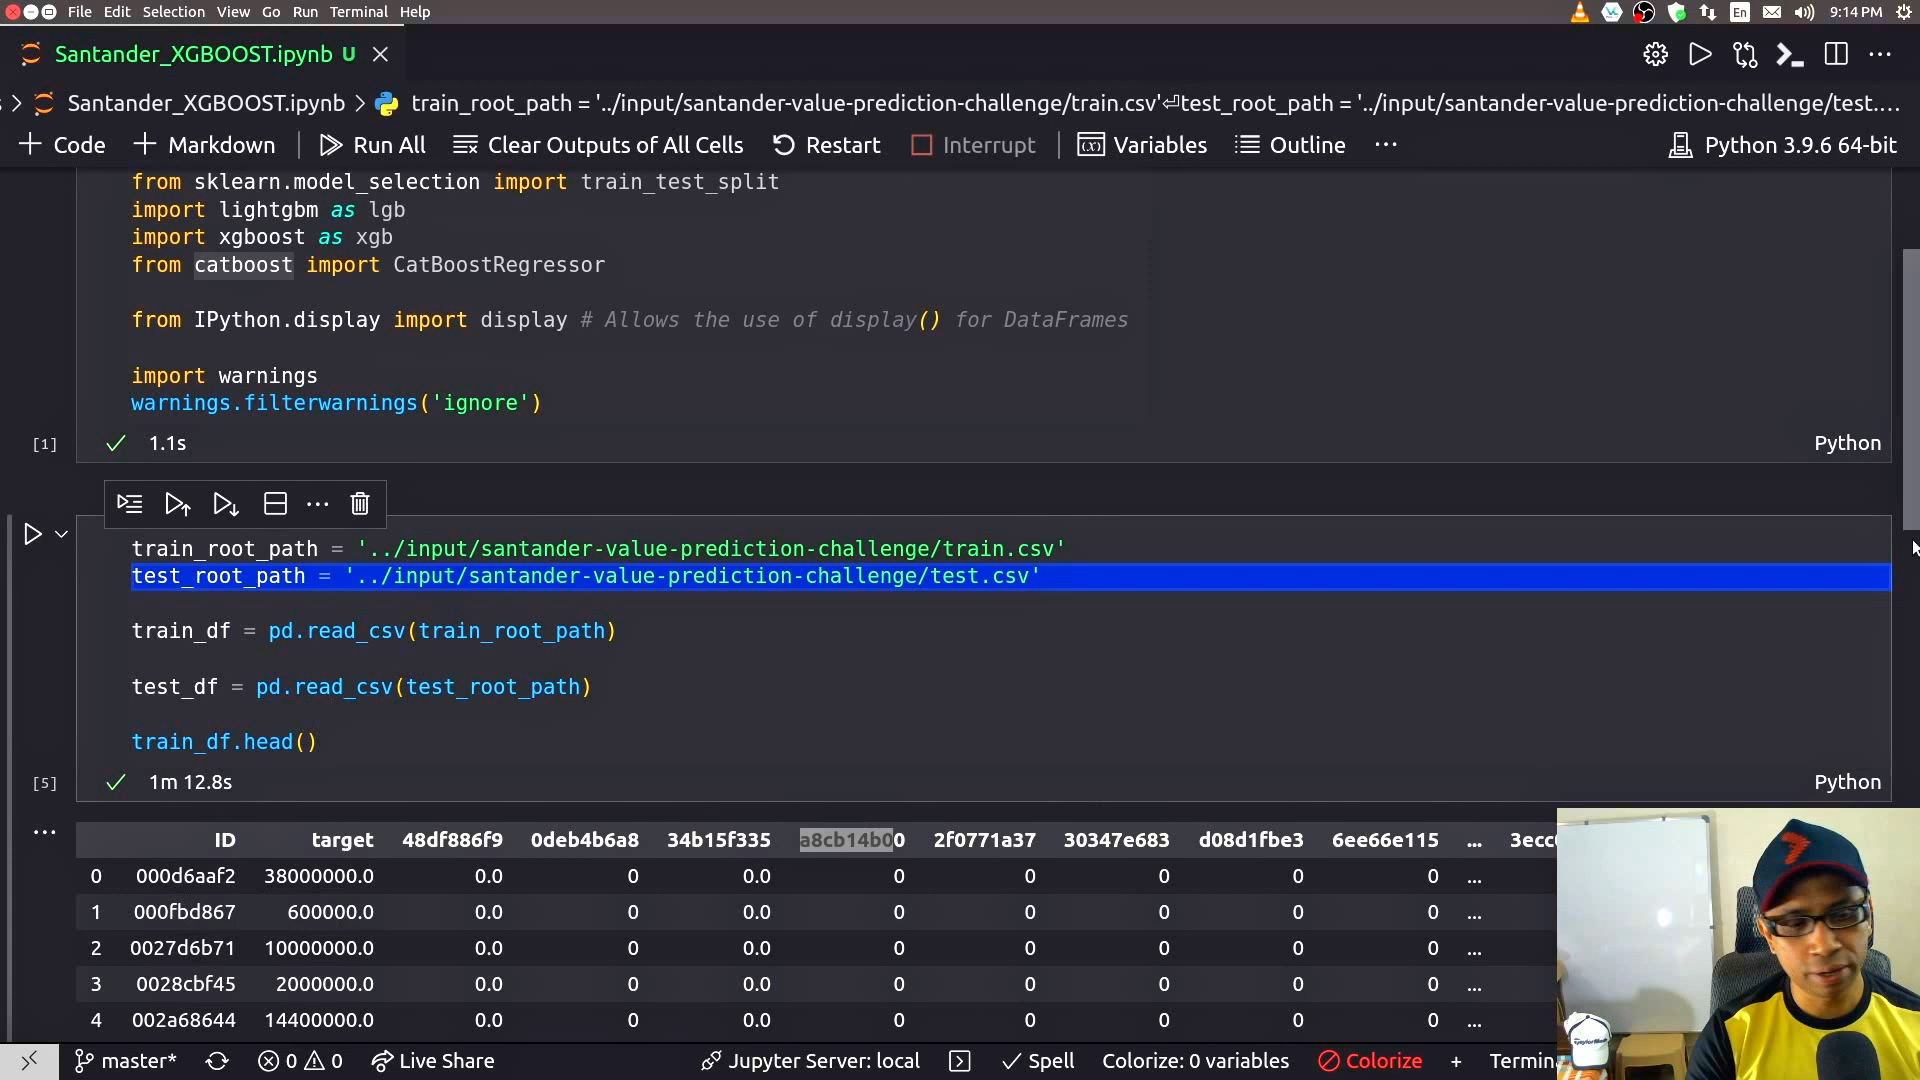 File Edit Selection View Go Run Terminal Help
En 9:14 PM
Santander_XGBOOST.ipynb U
Santander_XGBOOST.ipynb > train_root_path = '../input/santander-value-prediction-challenge/train.csv'⏎test_root_path = '../input/santander-value-prediction-challenge/test....
+ Code + Markdown Run All Clear Outputs of All Cells Restart Interrupt Variables Outline ... Python 3.9.6 64-bit
from sklearn.model_selection import train_test_split
import lightgbm as lgb
import xgboost as xgb
from catboost import CatBoostRegressor
from IPython.display import display # Allows the use of display() for DataFrames
import warnings
warnings.filterwarnings('ignore')
[1] 1.1s Python
train_root_path = '../input/santander-value-prediction-challenge/train.csv'
test_root_path = '../input/santander-value-prediction-challenge/test.csv'
train_df = pd.read_csv(train_root_path)
test_df = pd.read_csv(test_root_path)
train_df.head()
[5] 1m 12.8s Python
ID target 48df886f9 0deb4b6a8 34b15f335 a8cb14b00 2f0771a37 30347e683 d08d1fbe3 6ee66e115 ...
0 000d6aaf2 38000000.0 0.0 0 0.0 0 0 0 0 0 ...
1 000fbd867 600000.0 0.0 0 0.0 0 0 0 0 0 ...
2 0027d6b71 10000000.0 0.0 0 0.0 0 0 0 0 0 ...
3 0028cbf45 2000000.0 0.0 0 0.0 0 0 0 0 0 ...
4 002a68644 14400000.0 0.0 0 0.0 0 0 0 0 0 ...
master* 0 0 Live Share Jupyter Server: local Spell Colorize: 0 variables Colorize + Termin